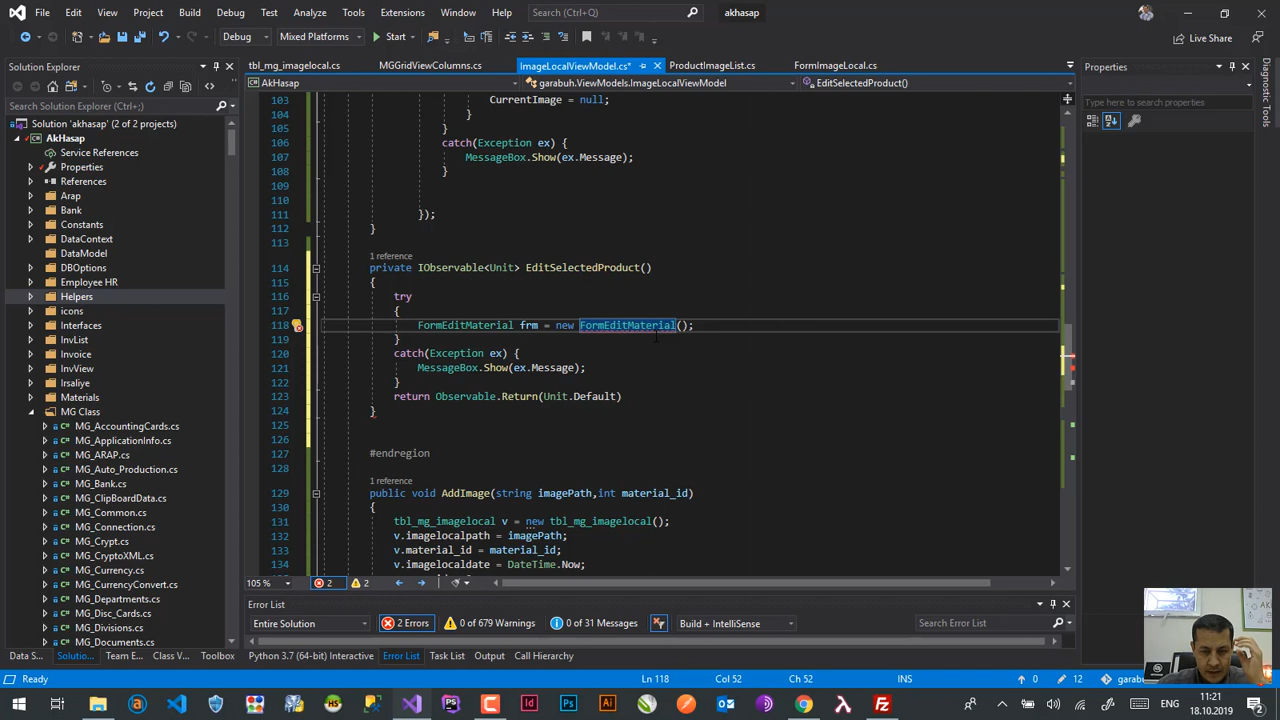 File Edit View Project Build Debug Team Test Analyze Tools Extensions Window Help Search (Ctrl+Q) akhasap
Debug Mixed Platforms Start Live Share
Solution Explorer
Search Solution Explorer (Ctrl+ü)
Solution 'akhasap' (2 of 2 projects)
AkHasap
Service References
Properties
References
Arap
Bank
Constants
DataContext
DataModel
DBOptions
Employee HR
Helpers
icons
Interfaces
InvList
Invoice
InvView
Irsaliye
MG Class
MG_AccountingCards.cs
MG_ApplicationInfo.cs
MG_ARAP.cs
MG_Auto_Production.cs
MG_Bank.cs
MG_ClipBoardData.cs
MG_Common.cs
MG_Connection.cs
MG_Crypt.cs
MG_CryptoXML.cs
MG_Currency.cs
MG_CurrencyConvert.cs
MG_Departments.cs
MG_Disc_Cards.cs
MG_Divisions.cs
MG_Documents.cs
Data S... Solutio... Team E... Class V... Toolbox
tbl_mg_imagelocal.cs MGGridViewColumns.cs ImageLocalViewModel.cs* ProductImageList.cs FormImageLocal.cs
AkHasap garabuh.ViewModels.ImageLocalViewModel EditSelectedProduct()
103 CurrentImage = null;
104 }
105 }
106 catch(Exception ex) {
107 MessageBox.Show(ex.Message);
108 }
109
110
111 });
112 }
113
1 reference
114 private IObservable<Unit> EditSelectedProduct()
115 {
116 try
117 {
118 FormEditMaterial frm = new FormEditMaterial();
119 }
120 catch(Exception ex) {
121 MessageBox.Show(ex.Message);
122 }
123 return Observable.Return(Unit.Default)
124 }
125
126
127 #endregion
128
1 reference
129 public void AddImage(string imagePath,int material_id)
130 {
131 tbl_mg_imagelocal v = new tbl_mg_imagelocal();
132 v.imagelocalpath = imagePath;
133 v.material_id = material_id;
134 v.imagelocaldate = DateTime.Now;
105 % 2 2
Error List
Entire Solution 2 Errors 0 of 679 Warnings 0 of 31 Messages Build + IntelliSense Search Error List
Python 3.7 (64-bit) Interactive Error List Task List Output Call Hierarchy
Properties
Type here to search properties
Diagnostic Tools
Ready Ln 118 Col 52 Ch 52 INS 0 12
11:21
18.10.2019